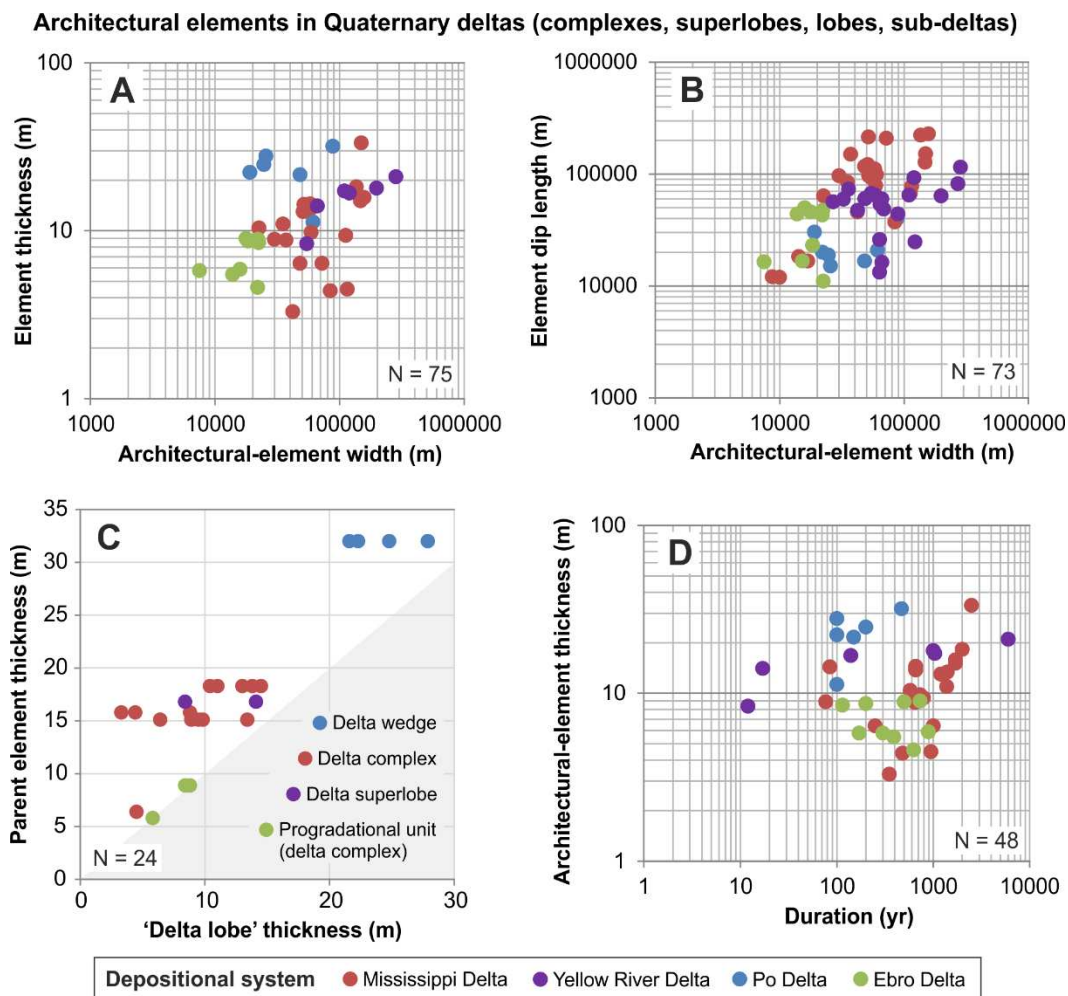 Architectural elements in Quaternary deltas (complexes, superlobes, lobes, sub-deltas)
A
Element thickness (m)
100
10
1
1000 10000 100000 1000000
Architectural-element width (m)
N = 75
B
Element dip length (m)
1000000
100000
10000
1000
1000 10000 100000 1000000
Architectural-element width (m)
N = 73
C
Parent element thickness (m)
35
30
25
20
15
10
5
0
0 10 20 30
'Delta lobe' thickness (m)
Delta wedge
Delta complex
Delta superlobe
Progradational unit
(delta complex)
N = 24
D
Architectural-element thickness (m)
100
10
1
1 10 100 1000 10000
Duration (yr)
N = 48
Depositional system Mississippi Delta Yellow River Delta Po Delta Ebro Delta